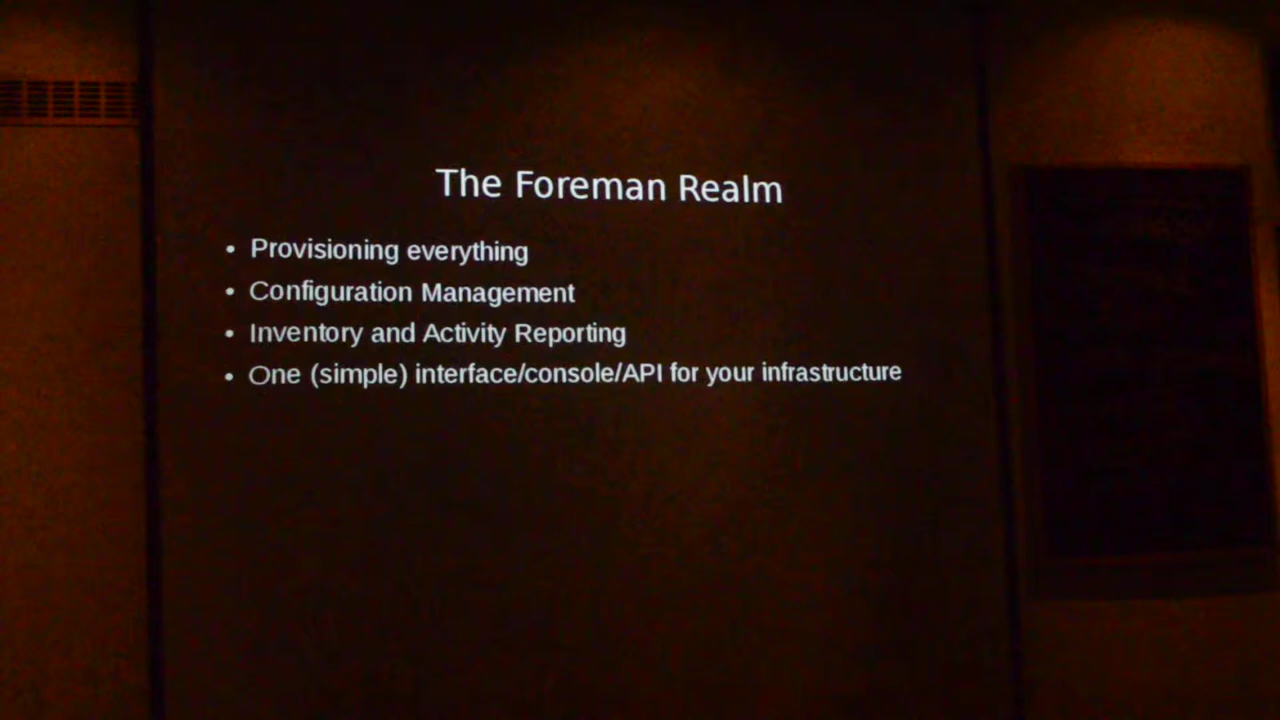 The Foreman Realm
• Provisioning everything
• Configuration Management
• Inventory and Activity Reporting
• One (simple) interface/console/API for your infrastructure